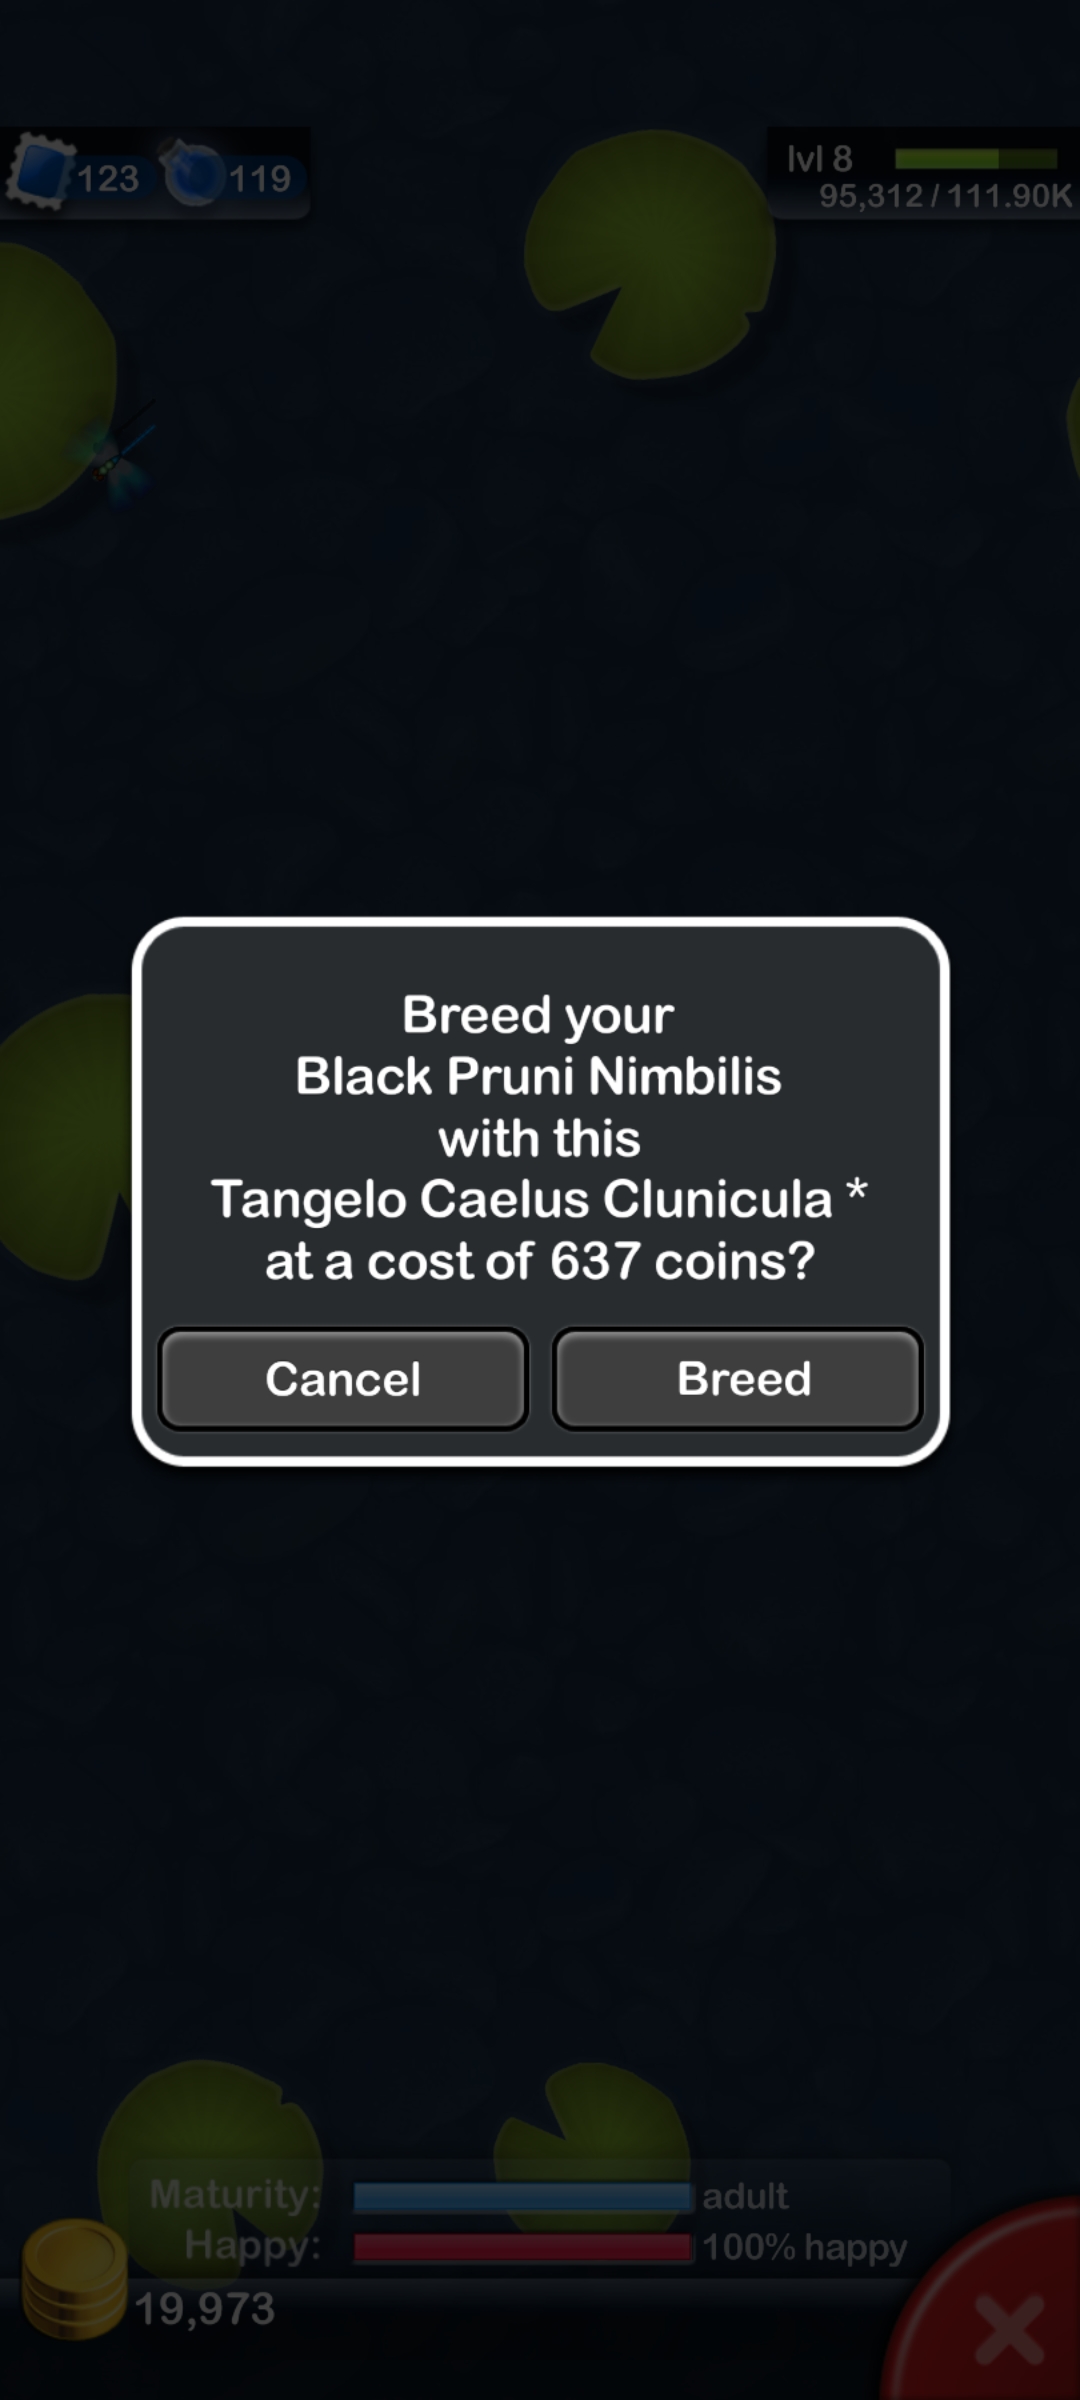 123
119
lvl 8
95,312 / 111.90K
Breed your
Black Pruni Nimbilis
with this
Tangelo Caelus Clunicula *
at a cost of 637 coins?
Cancel
Breed
Maturity:
adult
Happy:
100% happy
19,973